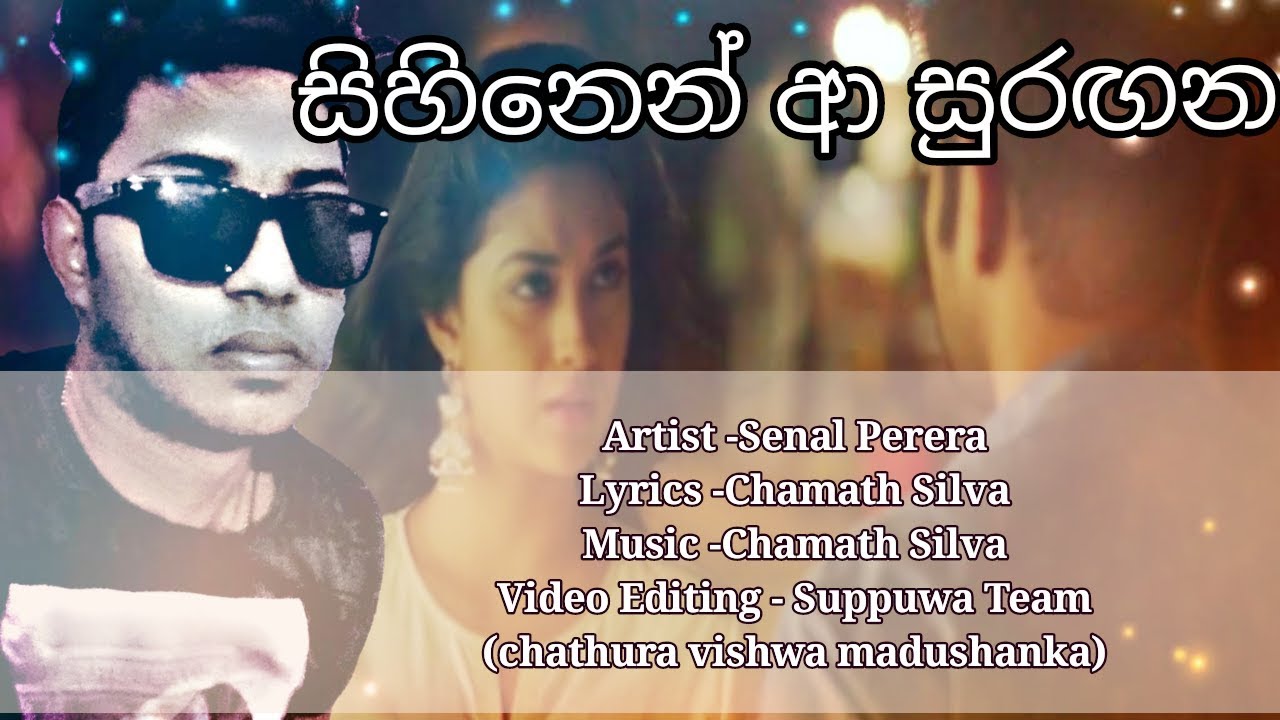 සිහිනෙන් ආ සුරඟන
Artist -Senal Perera
Lyrics -Chamath Silva
Music -Chamath Silva
Video Editing - Suppuwa Team
(chathura vishwa madushanka)